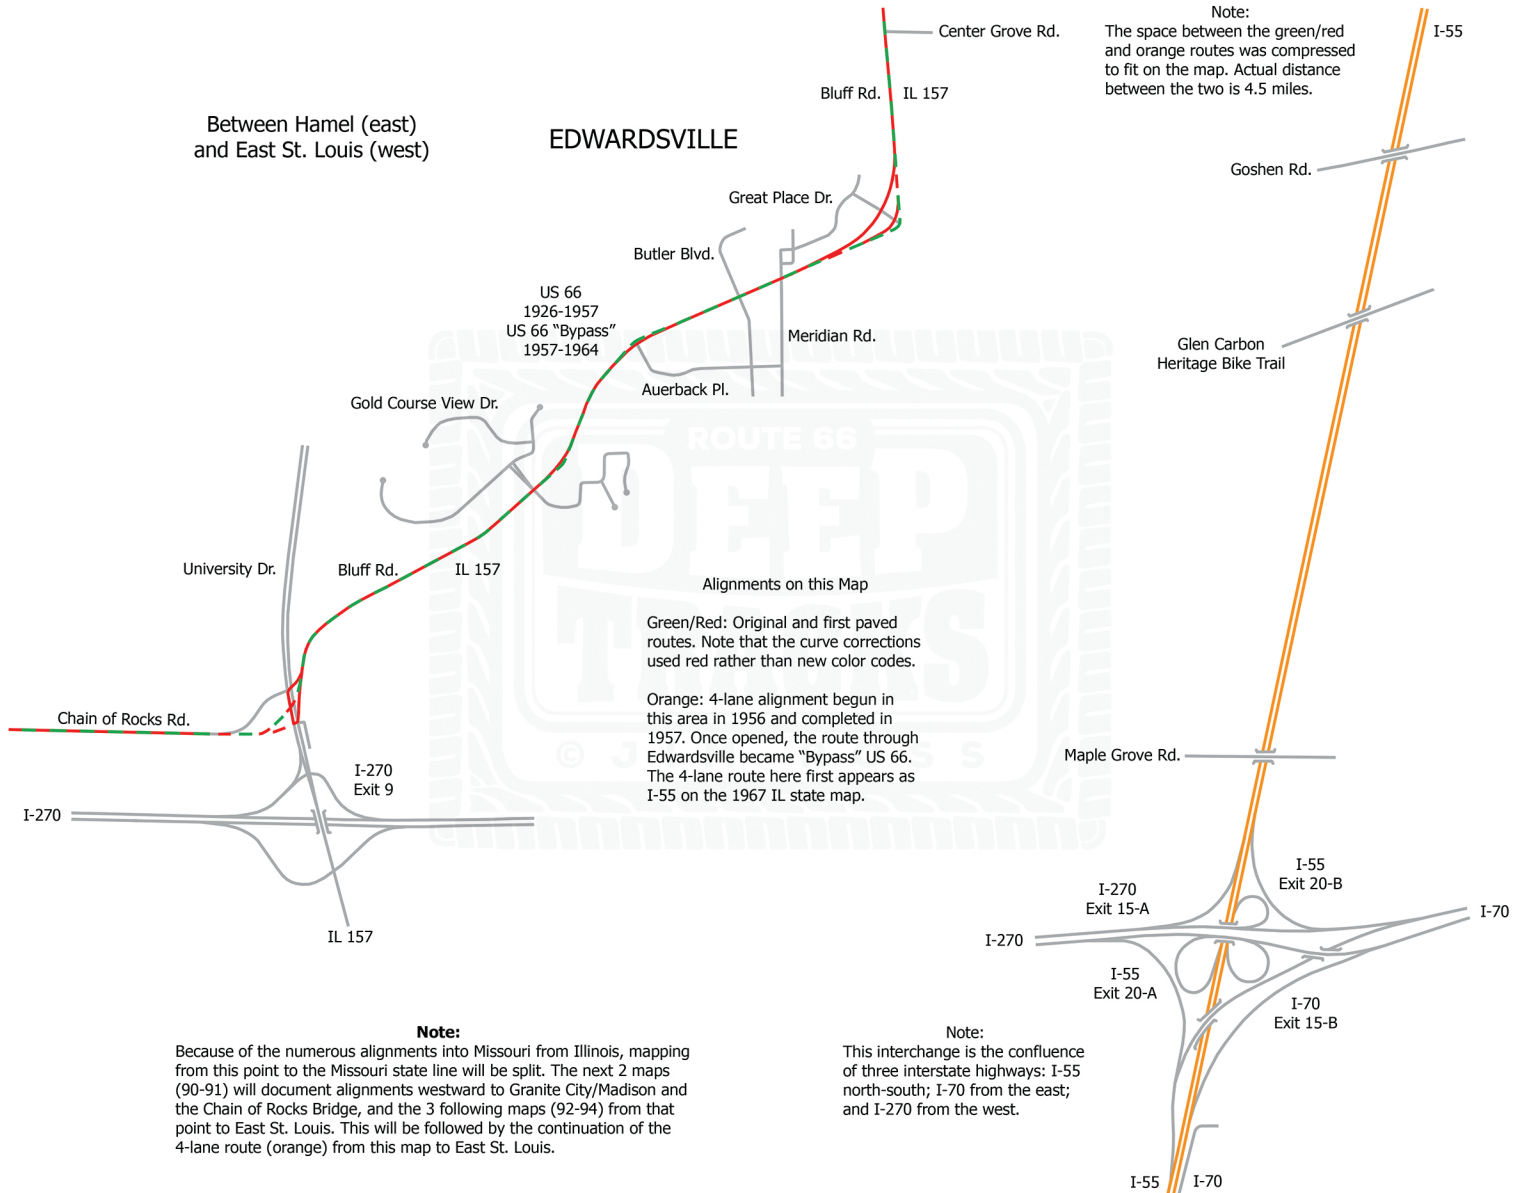 Center Grove Rd.
Note:
The space between the green/red
and orange routes was compressed
to fit on the map. Actual distance
between the two is 4.5 miles.
I-55
Bluff Rd.
IL 157
Between Hamel (east)
and East St. Louis (west)
EDWARDSVILLE
Goshen Rd.
Great Place Dr.
Butler Blvd.
US 66
1926-1957
US 66 “Bypass”
1957-1964
Meridian Rd.
Glen Carbon
Heritage Bike Trail
Auerback Pl.
Gold Course View Dr.
ROUTE 66
DEEP
TRACKS
University Dr.
Bluff Rd.
IL 157
Alignments on this Map
Green/Red: Original and first paved
routes. Note that the curve corrections
used red rather than new color codes.
Orange: 4-lane alignment begun in
this area in 1956 and completed in
1957. Once opened, the route through
Edwardsville became “Bypass” US 66.
The 4-lane route here first appears as
I-55 on the 1967 IL state map.
Chain of Rocks Rd.
Maple Grove Rd.
I-270
Exit 9
I-270
IL 157
I-55
Exit 20-B
I-270
Exit 15-A
I-70
I-270
I-55
Exit 20-A
I-70
Exit 15-B
Note:
Because of the numerous alignments into Missouri from Illinois, mapping
from this point to the Missouri state line will be split. The next 2 maps
(90-91) will document alignments westward to Granite City/Madison and
the Chain of Rocks Bridge, and the 3 following maps (92-94) from that
point to East St. Louis. This will be followed by the continuation of the
4-lane route (orange) from this map to East St. Louis.
Note:
This interchange is the confluence
of three interstate highways: I-55
north-south; I-70 from the east;
and I-270 from the west.
I-55
I-70